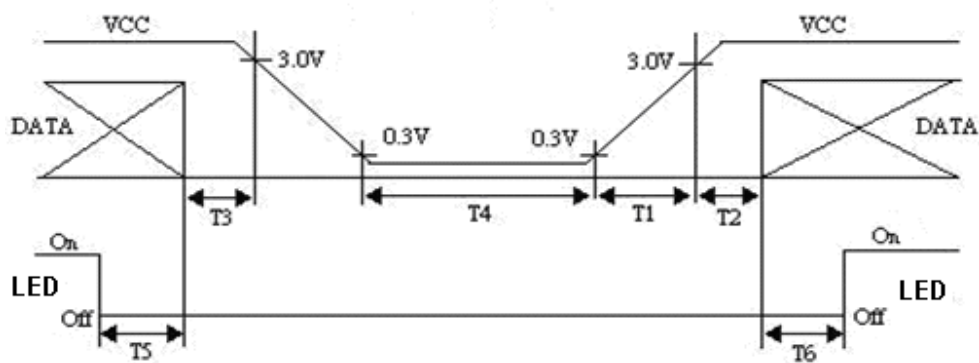 VCC
VCC
3.0V
3.0V
DATA
0.3V
0.3V
DATA
T3
T4
T1
T2
On
On
LED
LED
Off
Off
T5
T6